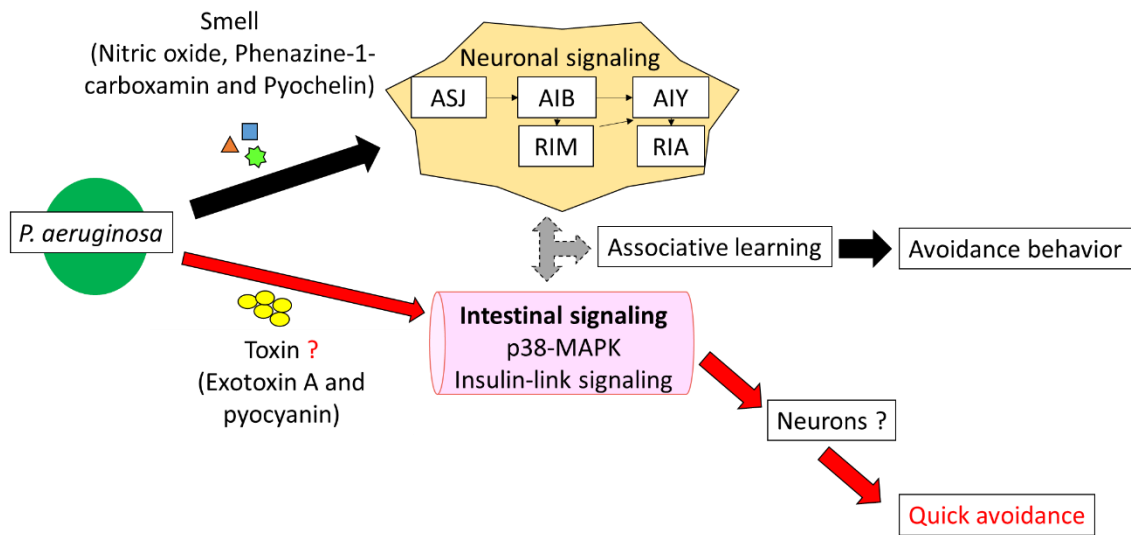 Smell
(Nitric oxide, Phenazine-1-
carboxamin and Pyochelin)
Neuronal signaling
ASJ
AIB
AIY
RIM
RIA
P. aeruginosa
Associative learning
Avoidance behavior
Toxin ?
(Exotoxin A and
pyocyanin)
Intestinal signaling
p38-MAPK
Insulin-link signaling
Neurons ?
Quick avoidance